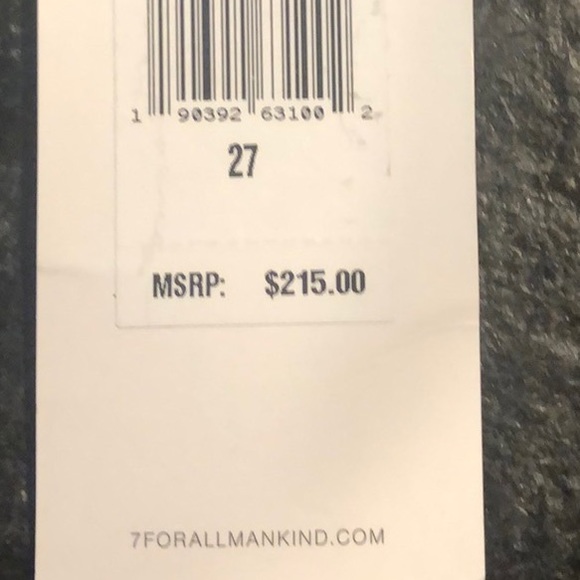 1 90392 63100 2
27
MSRP: $215.00
7FORALLMANKIND.COM